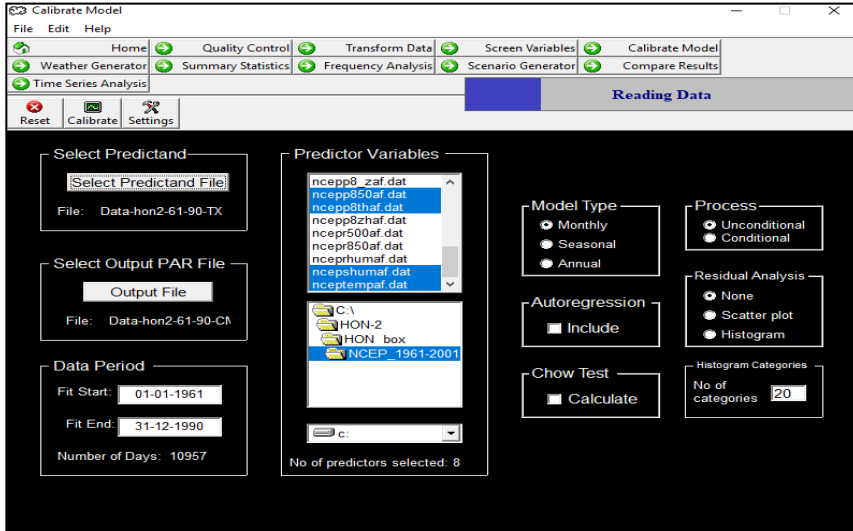 Calibrate Model
File Edit Help
Home Quality Control Transform Data Screen Variables Calibrate Model
Weather Generator Summary Statistics Frequency Analysis Scenario Generator Compare Results
Time Series Analysis
Reading Data
Reset Calibrate Settings
Select Predictand
Select Predictand File
File: Data-hon2-61-90-TX
Select Output PAR File
Output File
File: Data-hon2-61-90-CM
Data Period
Fit Start: 01-01-1961
Fit End: 31-12-1990
Number of Days: 10957
Predictor Variables
ncepp8_zaf.dat
ncepp850af.dat
ncepp8thaf.dat
ncepp8zhaf.dat
ncepr500af.dat
ncepr850af.dat
nceprhumaf.dat
ncepshumaf.dat
nceptempaf.dat
C:\
HON-2
HON_box
NCEP_1961-2001
c:
No of predictors selected: 8
Model Type
Monthly
Seasonal
Annual
Autoregression
Include
Chow Test
Calculate
Process
Unconditional
Conditional
Residual Analysis
None
Scatter plot
Histogram
Histogram Categories
No of
categories 20